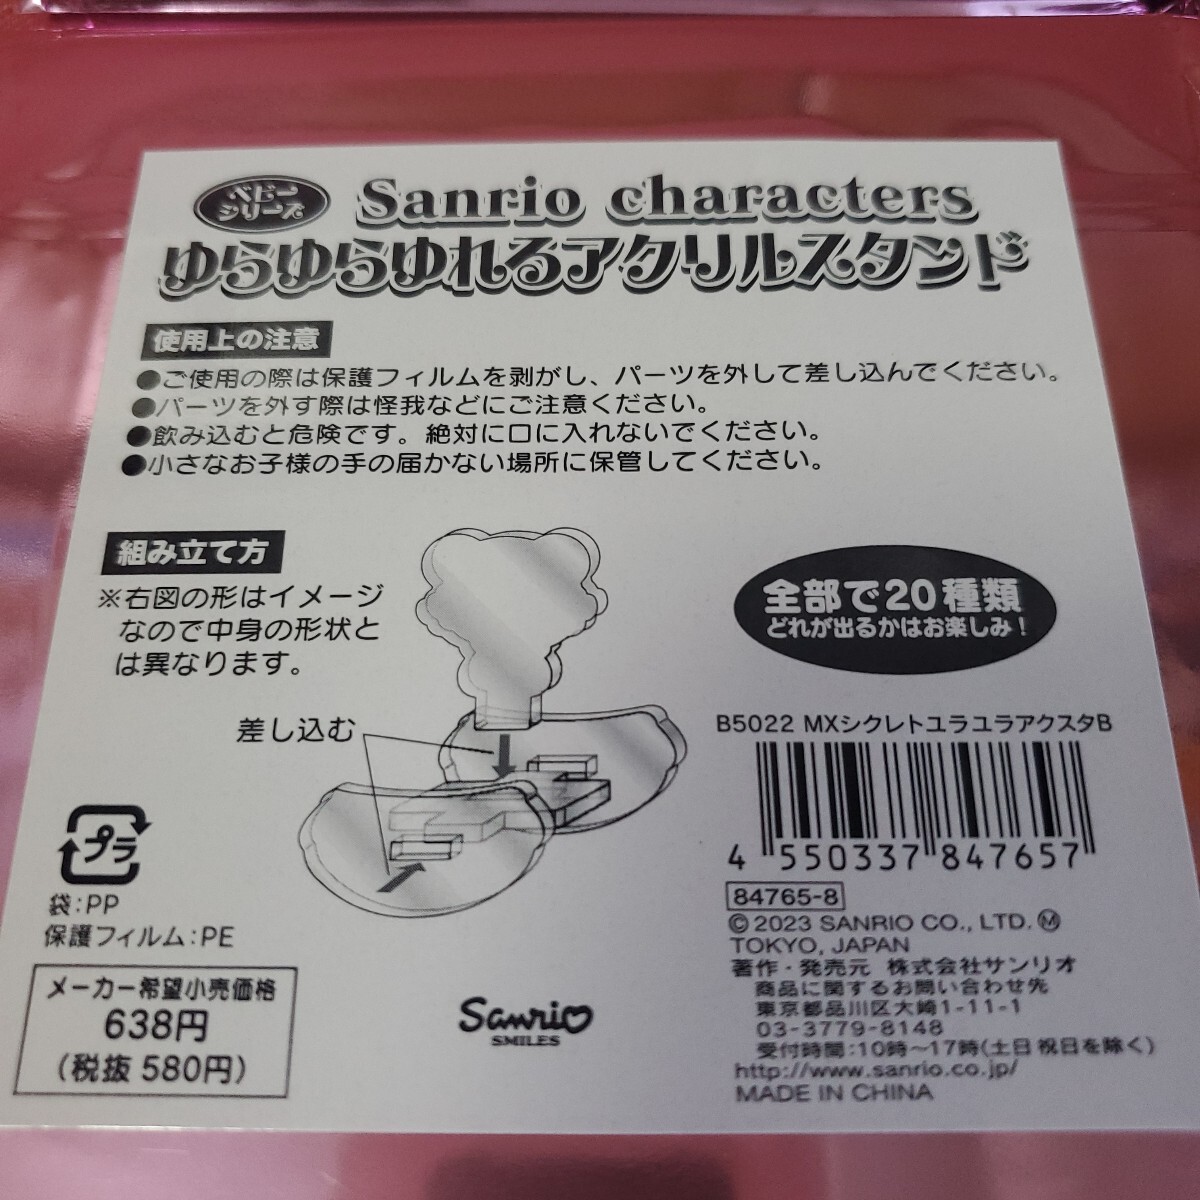 ベビーシリーズ
Sanrio characters
ゆらゆらゆれるアクリルスタンド
使用上の注意
●ご使用の際は保護フィルムを剥がし、パーツを外して差し込んでください。
●パーツを外す際は怪我などにご注意ください。
●飲み込むと危険です。絶対に口に入れないでください。
●小さなお子様の手の届かない場所に保管してください。
組み立て方
※右図の形はイメージ
なので中身の形状と
は異なります。
差し込む
全部で20種類
どれが出るかはお楽しみ!
プラ
袋:PP
保護フィルム:PE
メーカー希望小売価格
638円
(税抜 580円)
Sanrio
SMILES
B5022 MXシクレトユラユラアクスタB
4 550337 847657
84765-8
© 2023 SANRIO CO., LTD. Ⓜ
TOKYO, JAPAN
著作・発売元 株式会社サンリオ
商品に関するお問い合わせ先
東京都品川区大崎1-11-1
03-3779-8148
受付時間:10時~17時(土日祝日を除く)
http://www.sanrio.co.jp/
MADE IN CHINA